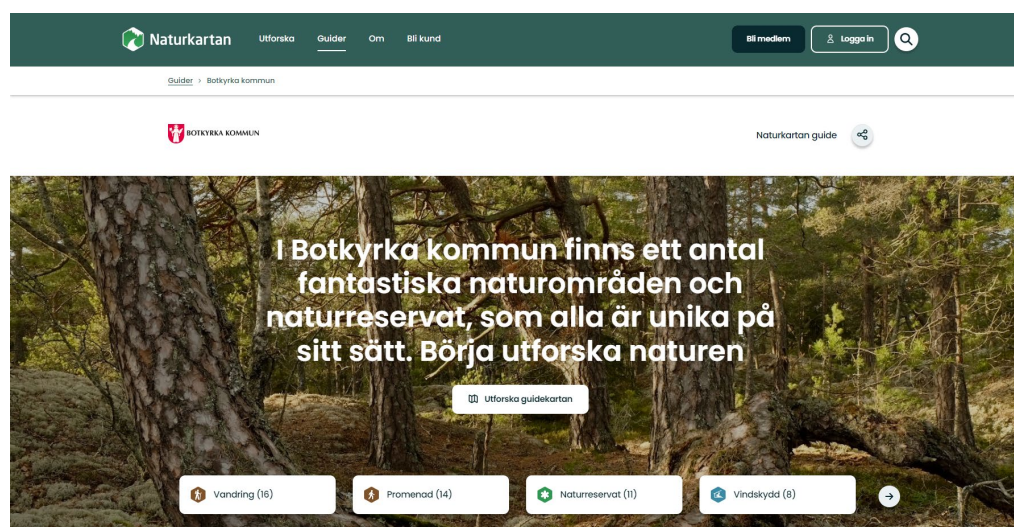 Naturkartan
Utforska
Guider
Om
Bli kund
Bli medlem
Logga in
Guider > Botkyrka kommun
BOTKYRKA KOMMUN
Naturkartan guide
I Botkyrka kommun finns ett antal
fantastiska naturområden och
naturreservat, som alla är unika på
sitt sätt. Börja utforska naturen
Utforska guidekartan
Vandring (16)
Promenad (14)
Naturreservat (11)
Vindskydd (8)